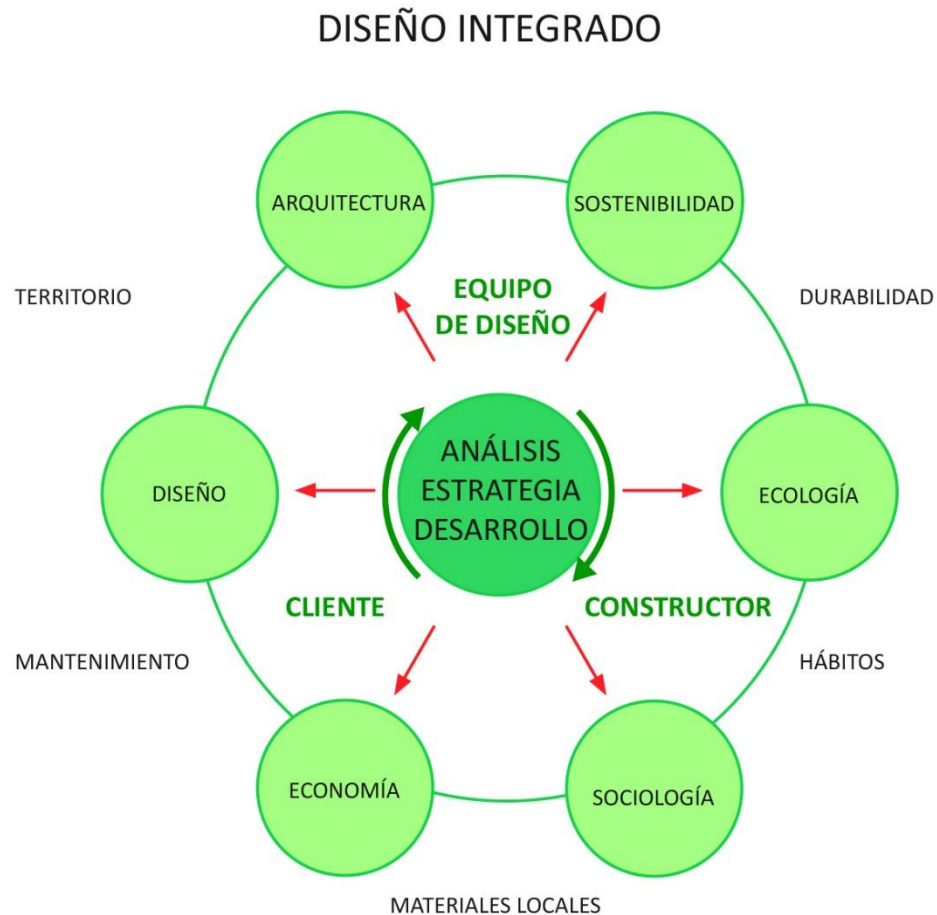 DISEÑO INTEGRADO
ARQUITECTURA
SOSTENIBILIDAD
TERRITORIO
EQUIPO
DE DISEÑO
DURABILIDAD
ANÁLISIS
ESTRATEGIA
DESARROLLO
DISEÑO
ECOLOGÍA
CLIENTE
CONSTRUCTOR
MANTENIMIENTO
HÁBITOS
ECONOMÍA
SOCIOLOGÍA
MATERIALES LOCALES